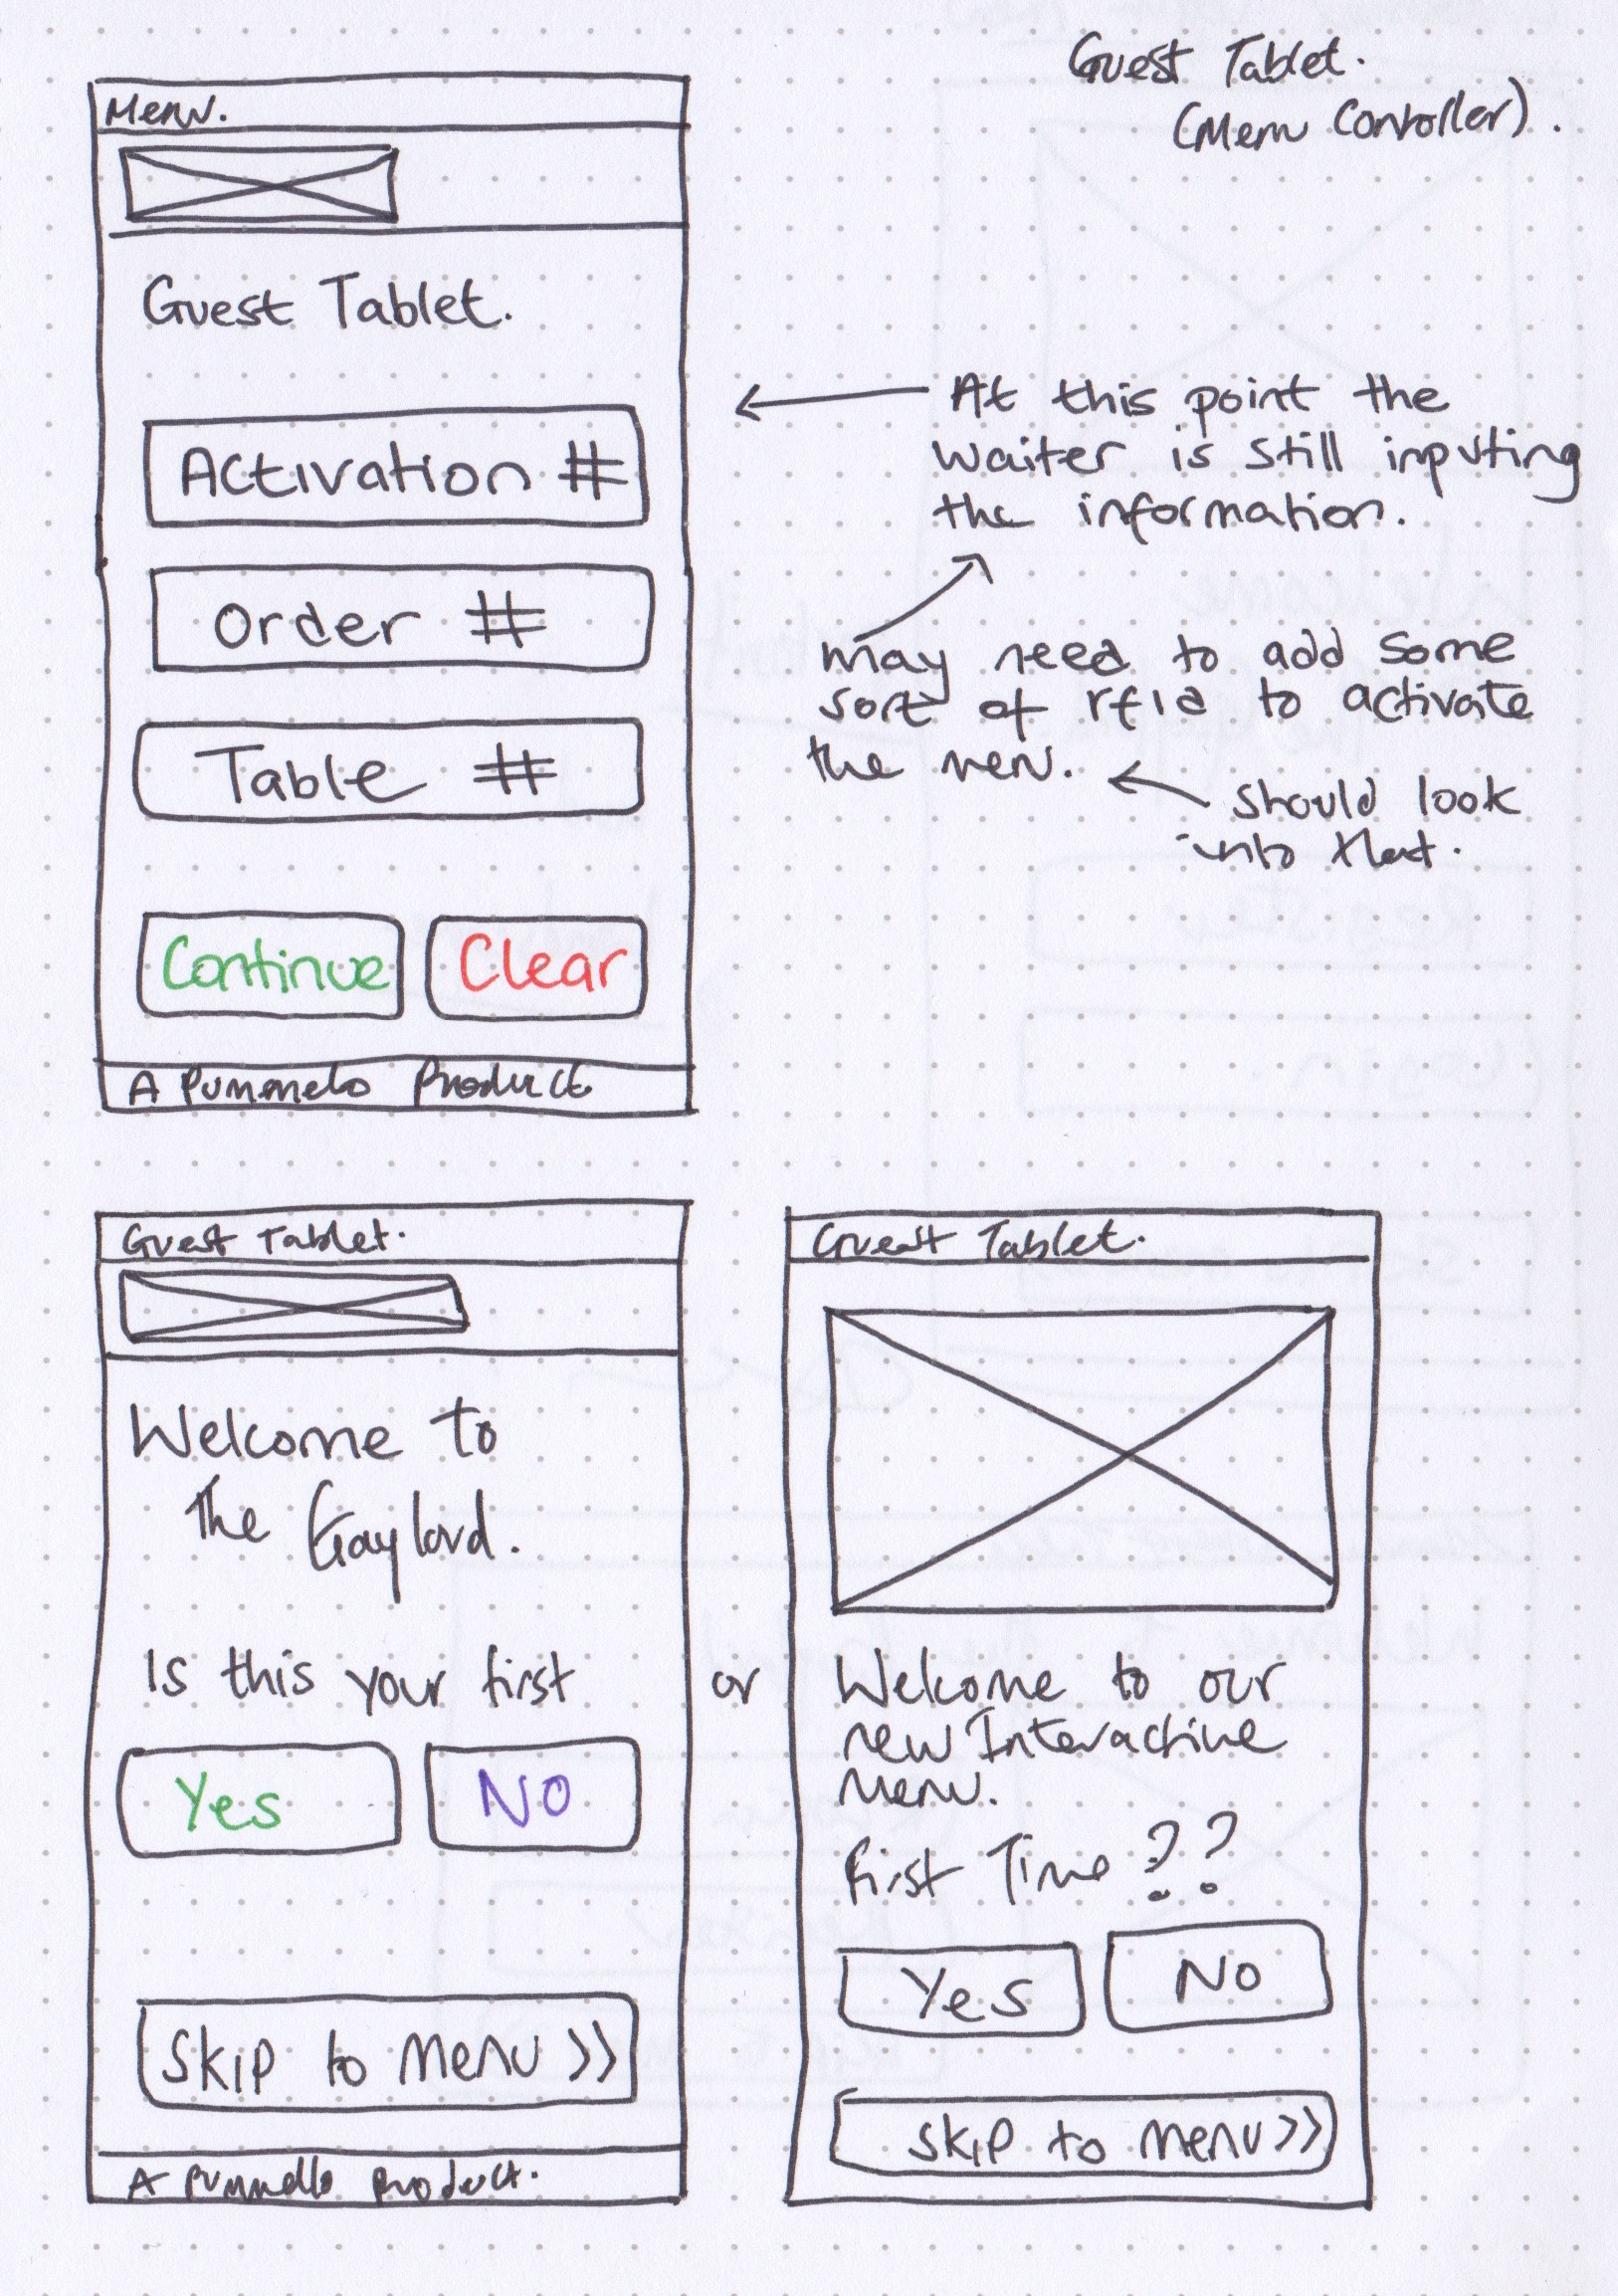 Guest Tablet.
(Menu Controller).
Menu.
Guest Tablet.
Activation #
Order #
Table #
Continue
Clear
A Pummelo Product
At this point the
waiter is still inputing
the information.
may need to add some
sort of rfid to activate
the menu.
should look
into that.
Guest Tablet.
Welcome to
The Gaylord.
Is this your first
Yes
NO
Skip to menu >>
A Pummello Product.
or
Guest Tablet.
Welcome to our
new Interactive
Menu.
First Time ??
Yes
No
Skip to menu >>